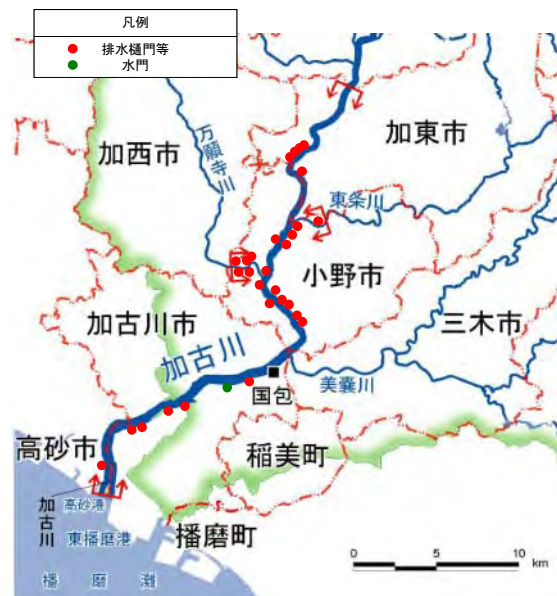 凡例
排水樋門等
水門
加東市
加西市
万願寺川
東条川
小野市
加古川市
三木市
加古川
美嚢川
国包
高砂市
稲美町
加古川
高砂港
東播磨港
播磨町
播磨灘
0 5 10 km